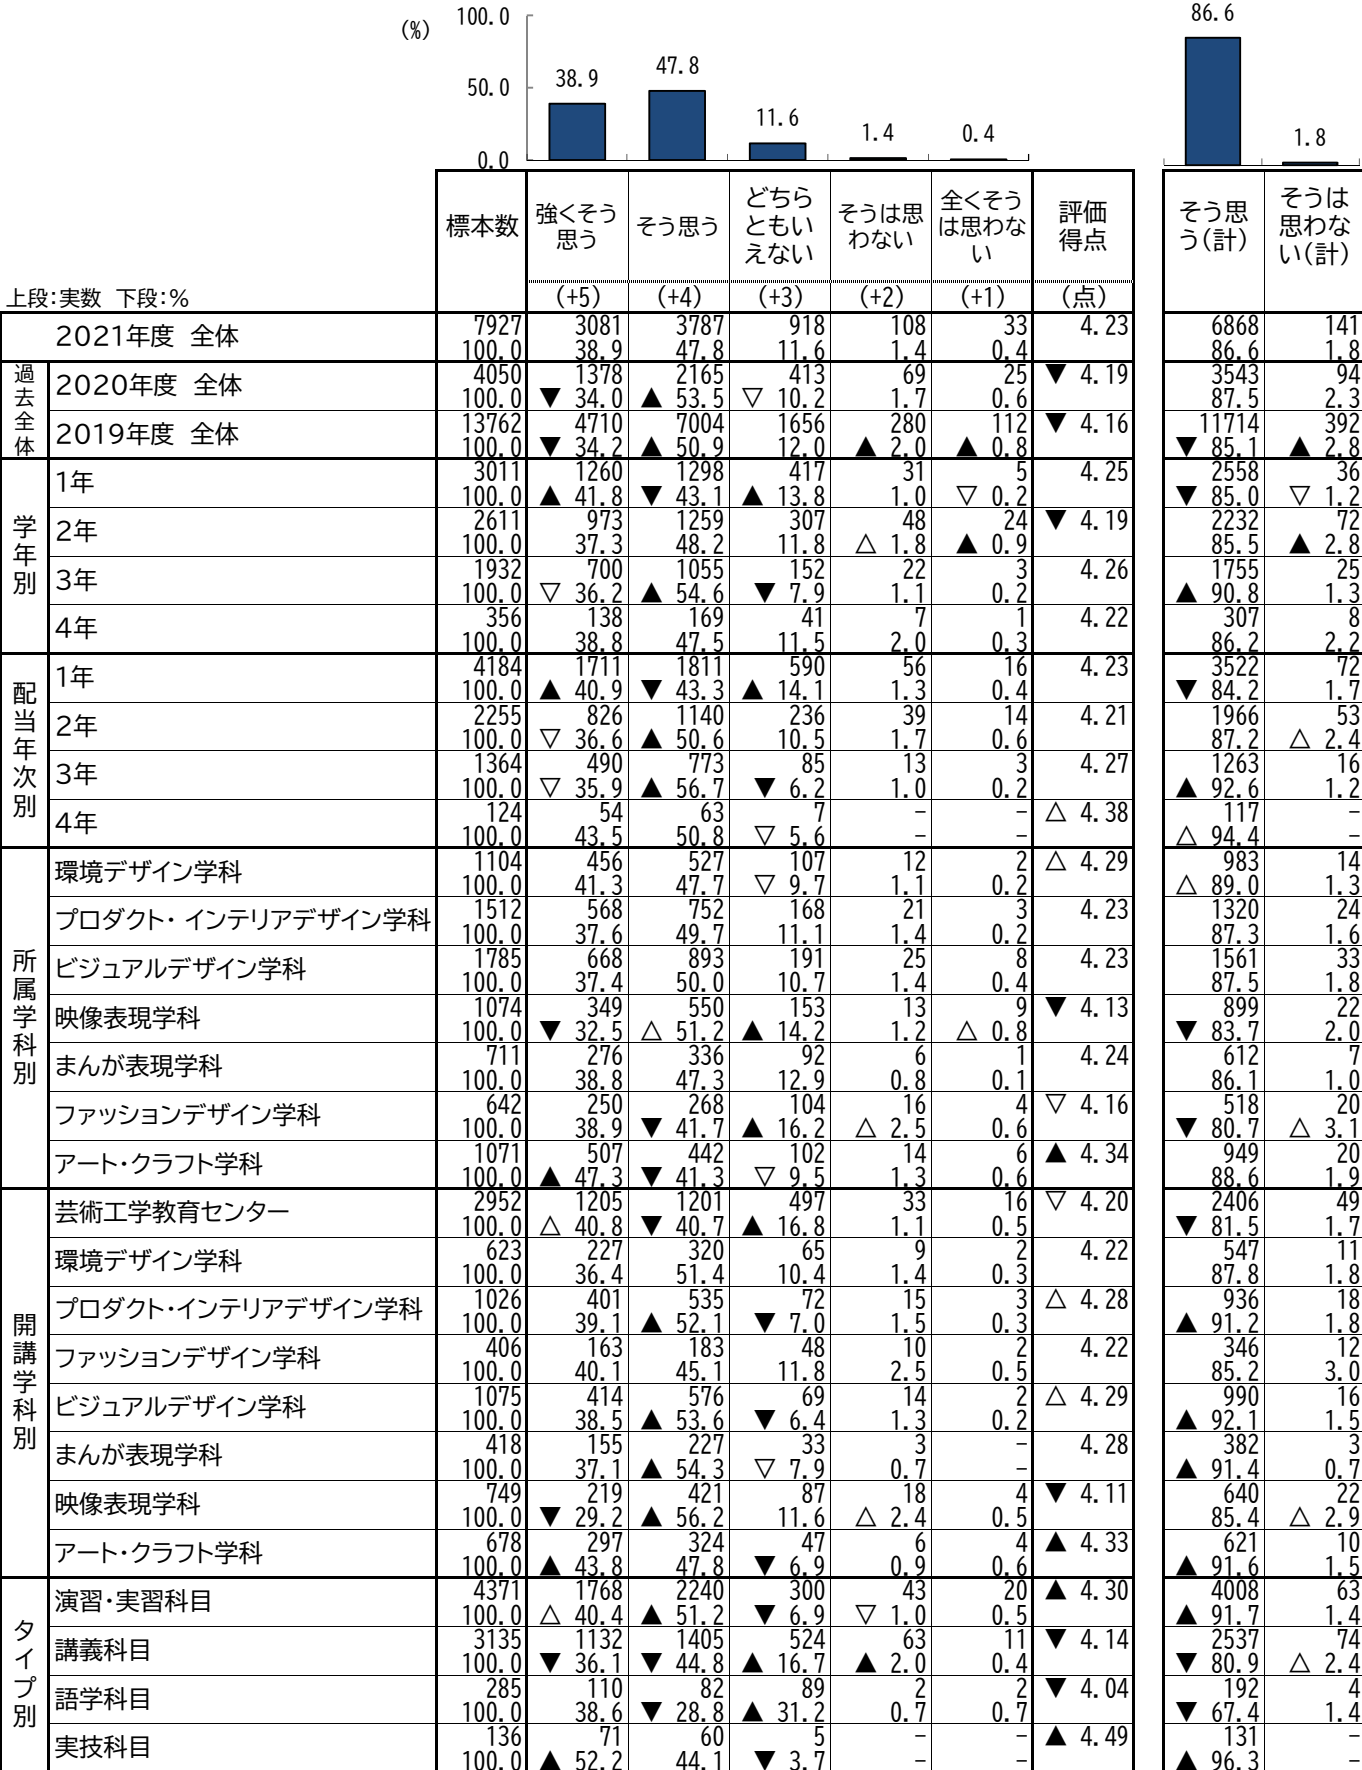 (%)
100.0
50.0
0.0
38.9 47.8 11.6 1.4 0.4
86.6 1.8
標本数 強くそう思う そう思う どちらともいえない そうは思わない 全くそうは思わない 評価得点 そう思う(計) そうは思わない(計)
上段:実数 下段:% (+5) (+4) (+3) (+2) (+1) (点)
2021年度 全体 7927 3081 3787 918 108 33 4.23 6868 141
100.0 38.9 47.8 11.6 1.4 0.4 86.6 1.8
過去全体
2020年度 全体 4050 1378 2165 413 69 25 ▼ 4.19 3543 94
100.0 ▼ 34.0 ▲ 53.5 ▽ 10.2 1.7 0.6 87.5 2.3
2019年度 全体 13762 4710 7004 1656 280 112 ▼ 4.16 11714 392
100.0 ▼ 34.2 ▲ 50.9 12.0 ▲ 2.0 ▲ 0.8 ▼ 85.1 ▲ 2.8
学年別
1年 3011 1260 1298 417 31 5 4.25 2558 36
100.0 ▲ 41.8 ▼ 43.1 ▲ 13.8 1.0 ▽ 0.2 ▼ 85.0 ▽ 1.2
2年 2611 973 1259 307 48 24 ▼ 4.19 2232 72
100.0 37.3 48.2 11.8 △ 1.8 ▲ 0.9 85.5 ▲ 2.8
3年 1932 700 1055 152 22 3 4.26 1755 25
100.0 ▽ 36.2 ▲ 54.6 ▼ 7.9 1.1 0.2 ▲ 90.8 1.3
4年 356 138 169 41 7 1 4.22 307 8
100.0 38.8 47.5 11.5 2.0 0.3 86.2 2.2
配当年次別
1年 4184 1711 1811 590 56 16 4.23 3522 72
100.0 ▲ 40.9 ▼ 43.3 ▲ 14.1 1.3 0.4 ▼ 84.2 1.7
2年 2255 826 1140 236 39 14 4.21 1966 53
100.0 ▽ 36.6 ▲ 50.6 10.5 1.7 0.6 87.2 △ 2.4
3年 1364 490 773 85 13 3 4.27 1263 16
100.0 ▽ 35.9 ▲ 56.7 ▼ 6.2 1.0 0.2 ▲ 92.6 1.2
4年 124 54 63 7 - - △ 4.38 117 -
100.0 43.5 50.8 ▽ 5.6 - - △ 94.4 -
所属学科別
環境デザイン学科 1104 456 527 107 12 2 △ 4.29 983 14
100.0 41.3 47.7 ▽ 9.7 1.1 0.2 △ 89.0 1.3
プロダクト・ インテリアデザイン学科 1512 568 752 168 21 3 4.23 1320 24
100.0 37.6 49.7 11.1 1.4 0.2 87.3 1.6
ビジュアルデザイン学科 1785 668 893 191 25 8 4.23 1561 33
100.0 37.4 50.0 10.7 1.4 0.4 87.5 1.8
映像表現学科 1074 349 550 153 13 9 ▼ 4.13 899 22
100.0 ▼ 32.5 △ 51.2 ▲ 14.2 1.2 △ 0.8 ▼ 83.7 2.0
まんが表現学科 711 276 336 92 6 1 4.24 612 7
100.0 38.8 47.3 12.9 0.8 0.1 86.1 1.0
ファッションデザイン学科 642 250 268 104 16 4 ▽ 4.16 518 20
100.0 38.9 ▼ 41.7 ▲ 16.2 △ 2.5 0.6 ▼ 80.7 △ 3.1
アート・クラフト学科 1071 507 442 102 14 6 ▲ 4.34 949 20
100.0 ▲ 47.3 ▼ 41.3 ▽ 9.5 1.3 0.6 88.6 1.9
開講学科別
芸術工学教育センター 2952 1205 1201 497 33 16 ▽ 4.20 2406 49
100.0 △ 40.8 ▼ 40.7 ▲ 16.8 1.1 0.5 ▼ 81.5 1.7
環境デザイン学科 623 227 320 65 9 2 4.22 547 11
100.0 36.4 51.4 10.4 1.4 0.3 87.8 1.8
プロダクト・インテリアデザイン学科 1026 401 535 72 15 3 △ 4.28 936 18
100.0 39.1 ▲ 52.1 ▼ 7.0 1.5 0.3 ▲ 91.2 1.8
ファッションデザイン学科 406 163 183 48 10 2 4.22 346 12
100.0 40.1 45.1 11.8 2.5 0.5 85.2 3.0
ビジュアルデザイン学科 1075 414 576 69 14 2 △ 4.29 990 16
100.0 38.5 ▲ 53.6 ▼ 6.4 1.3 0.2 ▲ 92.1 1.5
まんが表現学科 418 155 227 33 3 - 4.28 382 3
100.0 37.1 ▲ 54.3 ▽ 7.9 0.7 - ▲ 91.4 0.7
映像表現学科 749 219 421 87 18 4 ▼ 4.11 640 22
100.0 ▼ 29.2 ▲ 56.2 11.6 △ 2.4 0.5 85.4 △ 2.9
アート・クラフト学科 678 297 324 47 6 4 ▲ 4.33 621 10
100.0 ▲ 43.8 47.8 ▼ 6.9 0.9 0.6 ▲ 91.6 1.5
タイプ別
演習・実習科目 4371 1768 2240 300 43 20 ▲ 4.30 4008 63
100.0 △ 40.4 ▲ 51.2 ▼ 6.9 ▽ 1.0 0.5 ▲ 91.7 1.4
講義科目 3135 1132 1405 524 63 11 ▼ 4.14 2537 74
100.0 ▼ 36.1 ▼ 44.8 ▲ 16.7 ▲ 2.0 0.4 ▼ 80.9 △ 2.4
語学科目 285 110 82 89 2 2 ▼ 4.04 192 4
100.0 38.6 ▼ 28.8 ▲ 31.2 0.7 0.7 ▼ 67.4 1.4
実技科目 136 71 60 5 - - ▲ 4.49 131 -
100.0 ▲ 52.2 44.1 ▼ 3.7 - - ▲ 96.3 -